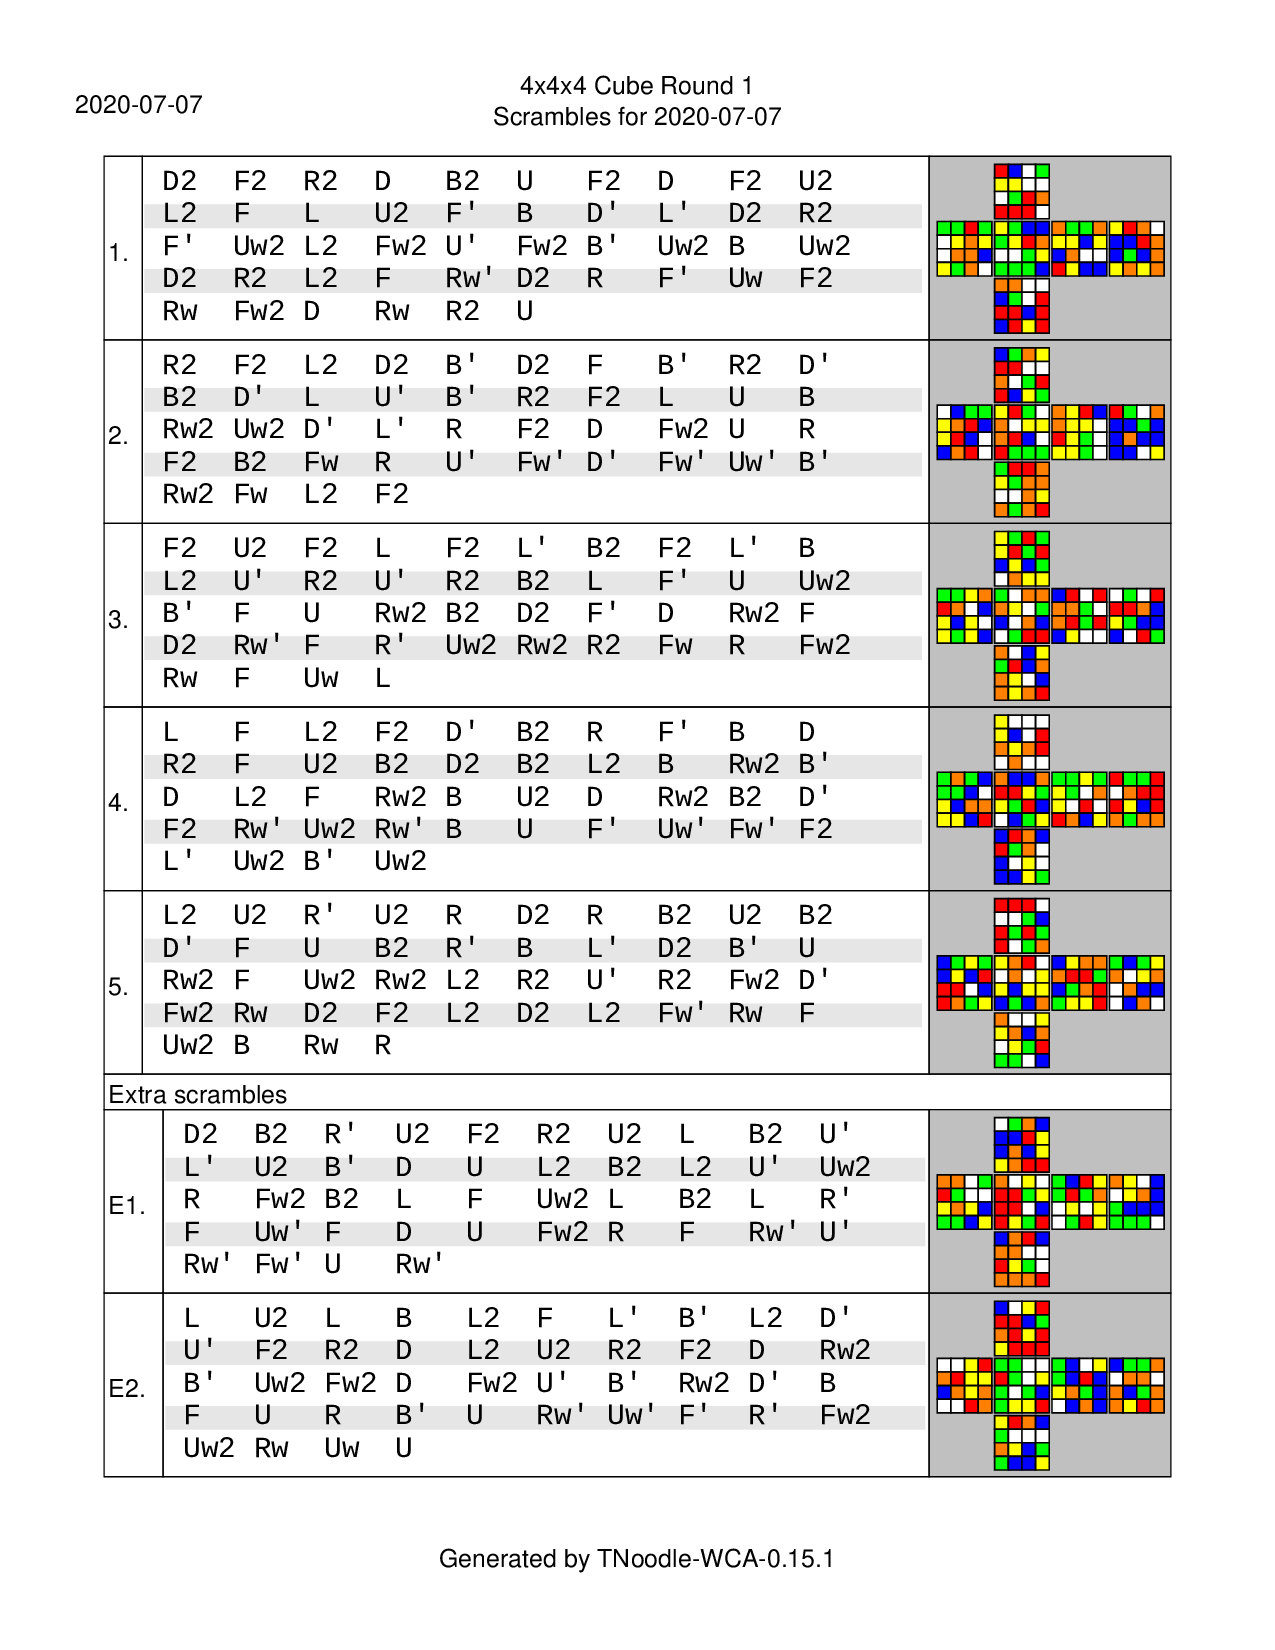 2020-07-07
4x4x4 Cube Round 1
Scrambles for 2020-07-07
1.
D2 F2 R2 D B2 U F2 D F2 U2
L2 F L U2 F' B D' L' D2 R2
F' Uw2 L2 Fw2 U' Fw2 B' Uw2 B Uw2
D2 R2 L2 F Rw' D2 R F' Uw F2
Rw Fw2 D Rw R2 U
2.
R2 F2 L2 D2 B' D2 F B' R2 D'
B2 D' L U' B' R2 F2 L U B
Rw2 Uw2 D' L' R F2 D Fw2 U R
F2 B2 Fw R U' Fw' D' Fw' Uw' B'
Rw2 Fw L2 F2
3.
F2 U2 F2 L F2 L' B2 F2 L' B
L2 U' R2 U' R2 B2 L F' U Uw2
B' F U Rw2 B2 D2 F' D Rw2 F
D2 Rw' F R' Uw2 Rw2 R2 Fw R Fw2
Rw F Uw L
4.
L F L2 F2 D' B2 R F' B D
R2 F U2 B2 D2 B2 L2 B Rw2 B'
D L2 F Rw2 B U2 D Rw2 B2 D'
F2 Rw' Uw2 Rw' B U F' Uw' Fw' F2
L' Uw2 B' Uw2
5.
L2 U2 R' U2 R D2 R B2 U2 B2
D' F U B2 R' B L' D2 B' U
Rw2 F Uw2 Rw2 L2 R2 U' R2 Fw2 D'
Fw2 Rw D2 F2 L2 D2 L2 Fw' Rw F
Uw2 B Rw R
Extra scrambles
E1.
D2 B2 R' U2 F2 R2 U2 L B2 U'
L' U2 B' D U L2 B2 L2 U' Uw2
R Fw2 B2 L F Uw2 L B2 L R'
F Uw' F D U Fw2 R F Rw' U'
Rw' Fw' U Rw'
E2.
L U2 L B L2 F L' B' L2 D'
U' F2 R2 D L2 U2 R2 F2 D Rw2
B' Uw2 Fw2 D Fw2 U' B' Rw2 D' B
F U R B' U Rw' Uw' F' R' Fw2
Uw2 Rw Uw U
Generated by TNoodle-WCA-0.15.1